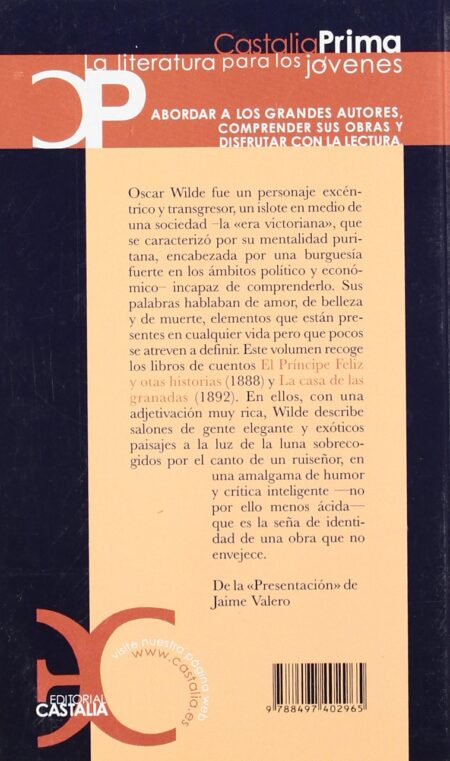 CastaliaPrima
La literatura para los jóvenes
CP
ABORDAR A LOS GRANDES AUTORES,
COMPRENDER SUS OBRAS Y
DISFRUTAR CON LA LECTURA.
Oscar Wilde fue un personaje excén-
trico y transgresor, un islote en medio de
una sociedad –la «era victoriana», que
se caracterizó por su mentalidad puri-
tana, encabezada por una burguesía
fuerte en los ámbitos político y econó-
mico– incapaz de comprenderlo. Sus
palabras hablaban de amor, de belleza
y de muerte, elementos que están pre-
sentes en cualquier vida pero que pocos
se atreven a definir. Este volumen recoge
los libros de cuentos El Príncipe Feliz
y otas historias (1888) y La casa de las
granadas (1892). En ellos, con una
adjetivación muy rica, Wilde describe
salones de gente elegante y exóticos
paisajes a la luz de la luna sobreco-
gidos por el canto de un ruiseñor, en
una amalgama de humor
y crítica inteligente —no
por ello menos ácida—
que es la seña de identi-
dad de una obra que no
envejece.
De la «Presentación» de
Jaime Valero
visite nuestra página web
www.castalia.es
EDITORIAL
CASTALIA
9 788497 402965